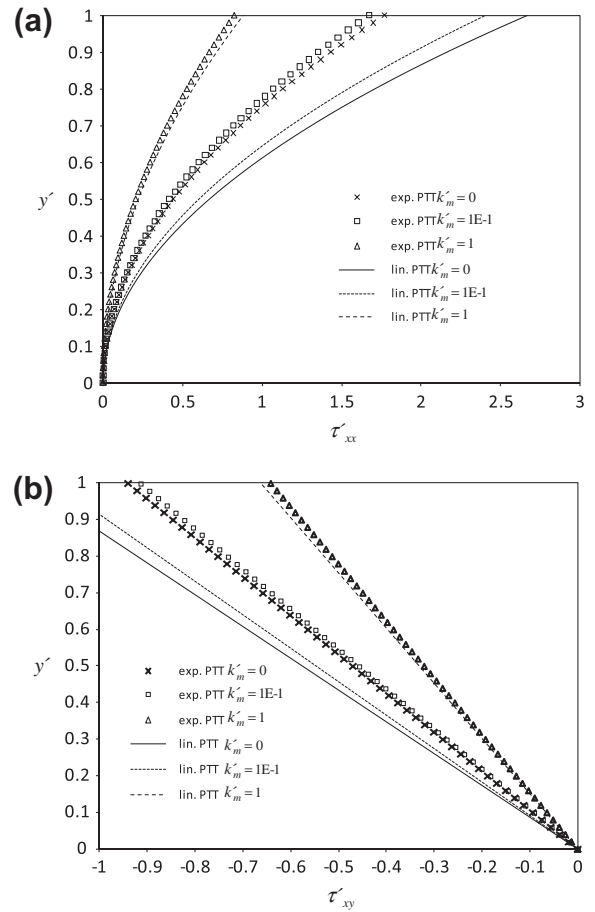 (a)
1
0.9
0.8
0.7
0.6
0.5
0.4
0.3
0.2
0.1
0
y´
exp. PTT k´m = 0
exp. PTT k´m = 1E-1
exp. PTT k´m = 1
lin. PTT k´m = 0
lin. PTT k´m = 1E-1
lin. PTT k´m = 1
0 0.5 1 1.5 2 2.5 3
τ´xx
(b)
1
0.9
0.8
0.7
0.6
0.5
0.4
0.3
0.2
0.1
0
y´
exp. PTT k´m = 0
exp. PTT k´m = 1E-1
exp. PTT k´m = 1
lin. PTT k´m = 0
lin. PTT k´m = 1E-1
lin. PTT k´m = 1
-1 -0.9 -0.8 -0.7 -0.6 -0.5 -0.4 -0.3 -0.2 -0.1 0
τ´xy